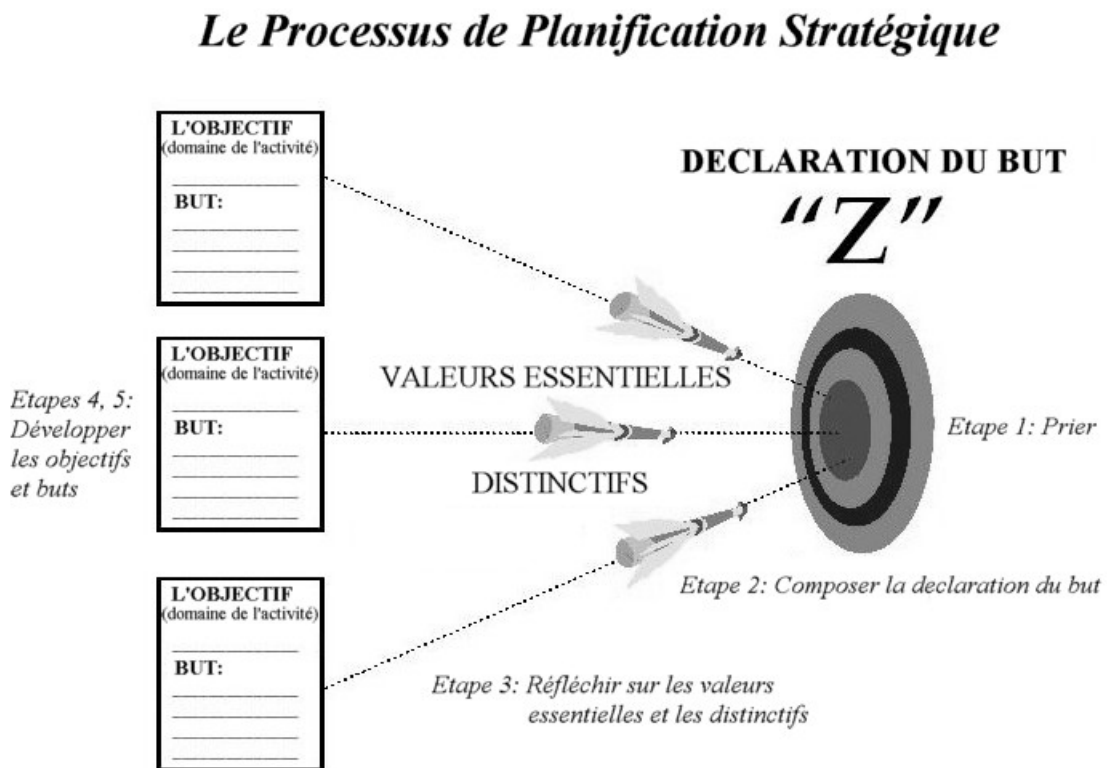 Le Processus de Planification Stratégique
L'OBJECTIF
(domaine de l'activité)
BUT:
DECLARATION DU BUT
“Z”
L'OBJECTIF
(domaine de l'activité)
BUT:
VALEURS ESSENTIELLES
DISTINCTIFS
Etapes 4, 5:
Développer
les objectifs
et buts
Etape 1: Prier
Etape 2: Composer la declaration du but
L'OBJECTIF
(domaine de l'activité)
BUT:
Etape 3: Réfléchir sur les valeurs
essentielles et les distinctifs